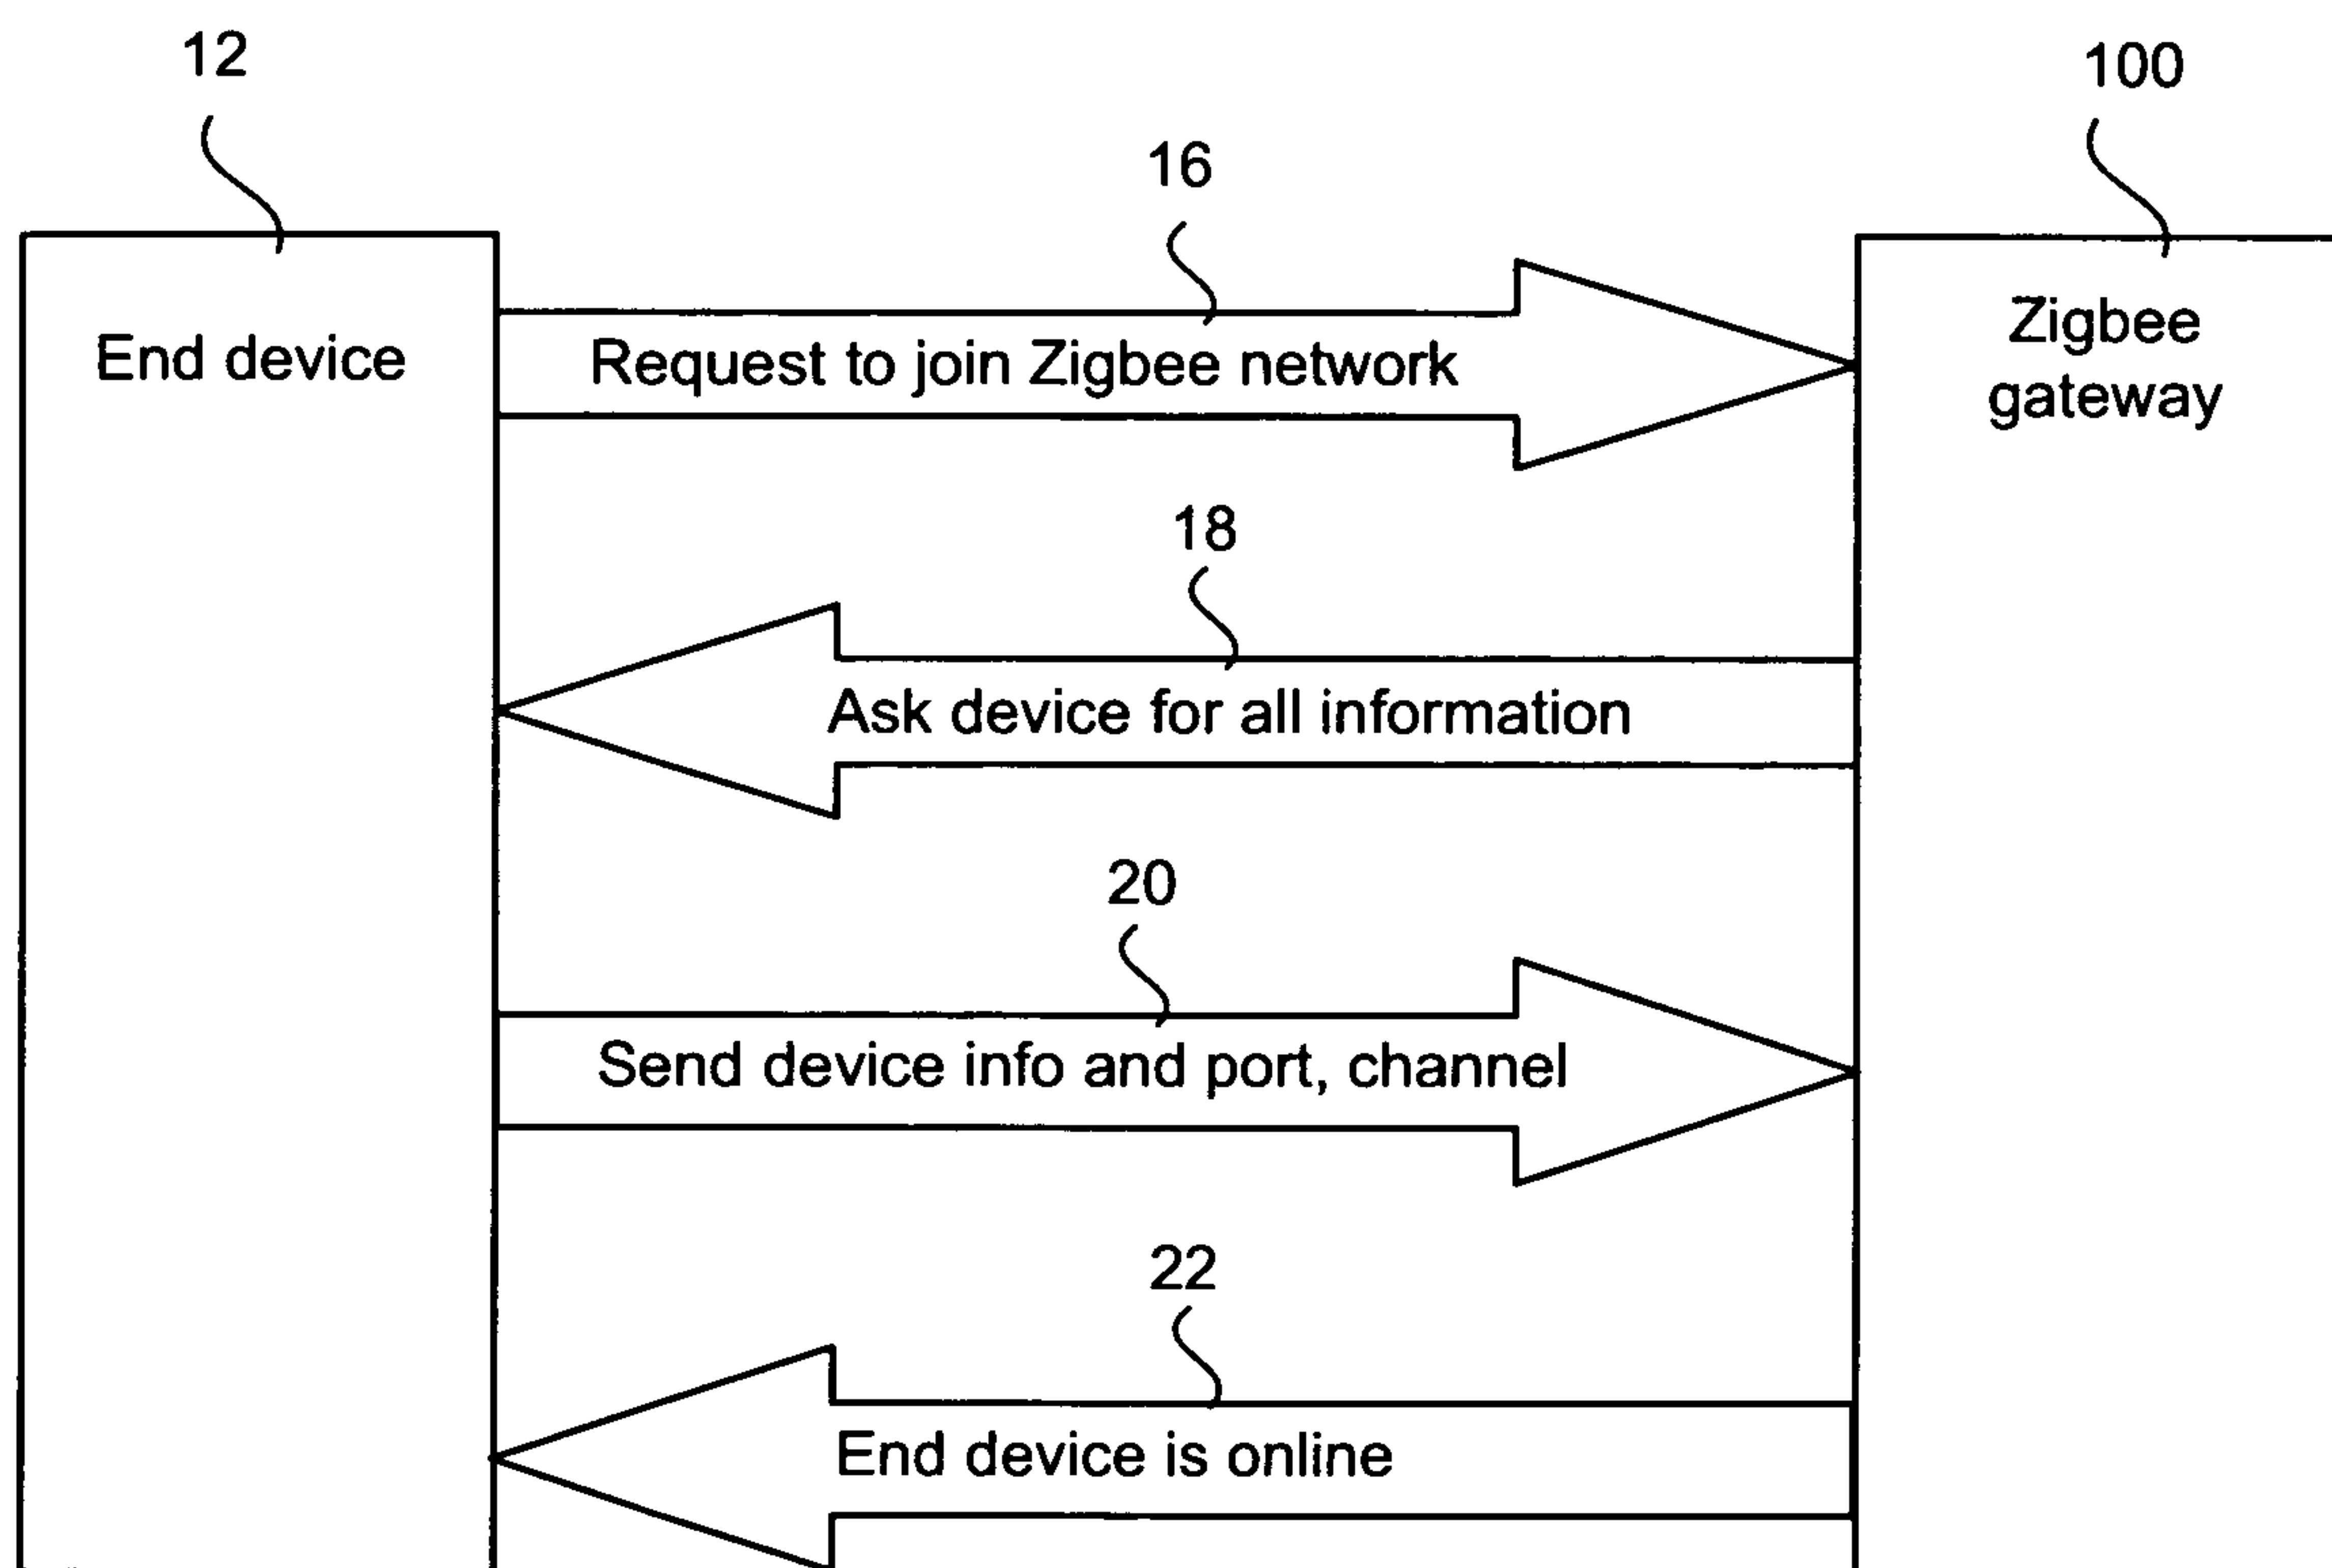 12
100
16
End device
Request to join Zigbee network
Zigbee
gateway
18
Ask device for all information
20
Send device info and port, channel
22
End device is online